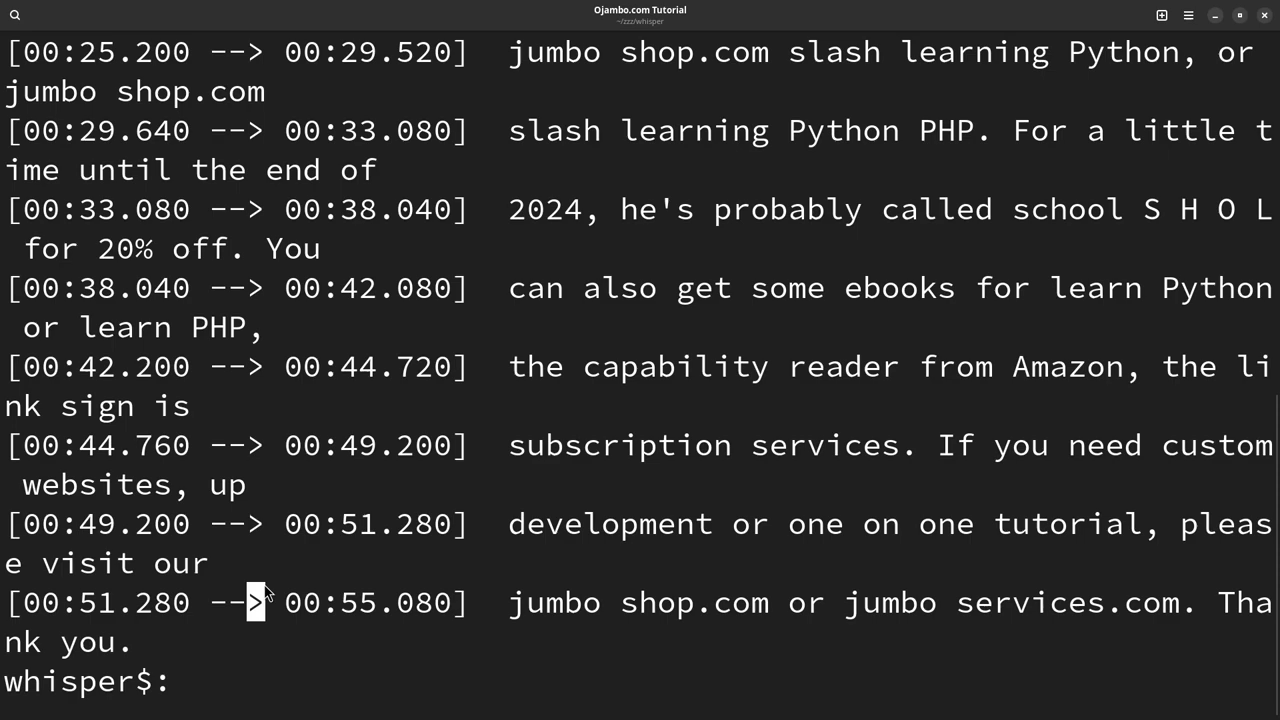 Ojambo.com Tutorial
~/zzz/whisper
[00:25.200 --> 00:29.520]  jumbo shop.com slash learning Python, or
jumbo shop.com
[00:29.640 --> 00:33.080]  slash learning Python PHP. For a little t
ime until the end of
[00:33.080 --> 00:38.040]  2024, he's probably called school S H O L
 for 20% off. You
[00:38.040 --> 00:42.080]  can also get some ebooks for learn Python
 or learn PHP,
[00:42.200 --> 00:44.720]  the capability reader from Amazon, the li
nk sign is
[00:44.760 --> 00:49.200]  subscription services. If you need custom
 websites, up
[00:49.200 --> 00:51.280]  development or one on one tutorial, pleas
e visit our
[00:51.280 --> 00:55.080]  jumbo shop.com or jumbo services.com. Tha
nk you.
whisper$: